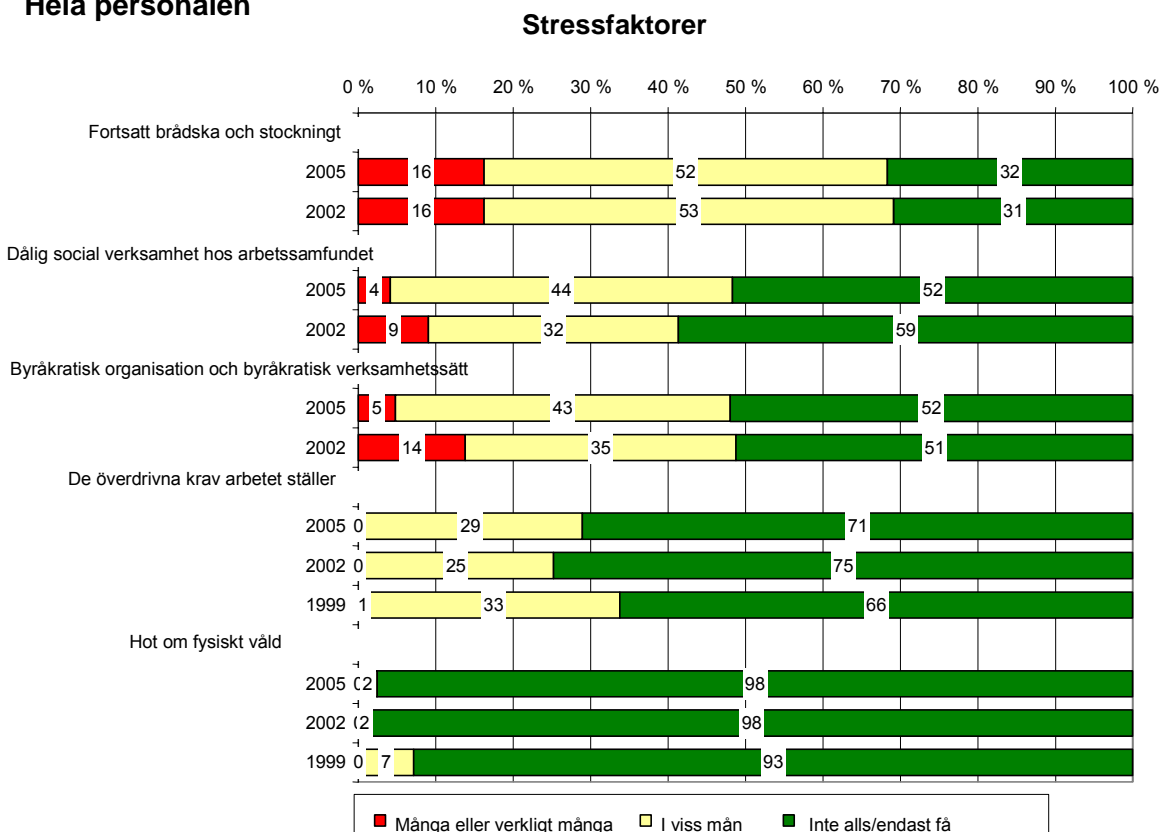 Hela personalen
Stressfaktorer
0 % 10 % 20 % 30 % 40 % 50 % 60 % 70 % 80 % 90 % 100 %
Fortsatt brådska och stockningt
2005 16 52 32
2002 16 53 31
Dålig social verksamhet hos arbetssamfundet
2005 4 44 52
2002 9 32 59
Byråkratisk organisation och byråkratisk verksamhetssätt
2005 5 43 52
2002 14 35 51
De överdrivna krav arbetet ställer
2005 0 29 71
2002 0 25 75
1999 1 33 66
Hot om fysiskt våld
2005 0 2 98
2002 2 98
1999 0 7 93
Många eller verkligt många I viss mån Inte alls/endast få